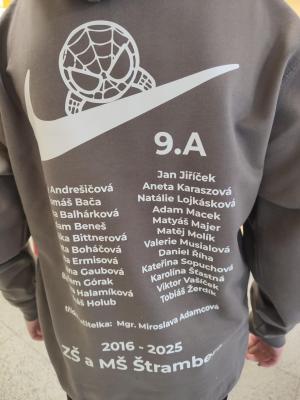 9.A
Andrešičová
Bača
Balhárková
Beneš
Bittnerová
Boháčová
Ermisová
Gaubová
Górak
Halamíková
Holub
Jan Jiříček
Aneta Karaszová
Natálie Lojkásková
Adam Macek
Matyáš Majer
Matěj Molík
Valerie Musialová
Daniel Říha
Kateřina Sopuchová
Karolína Šťastná
Viktor Vašíček
Tobiáš Žerdík
Mgr. Miroslava Adamcová
2016 - 2025
ZŠ a MŠ